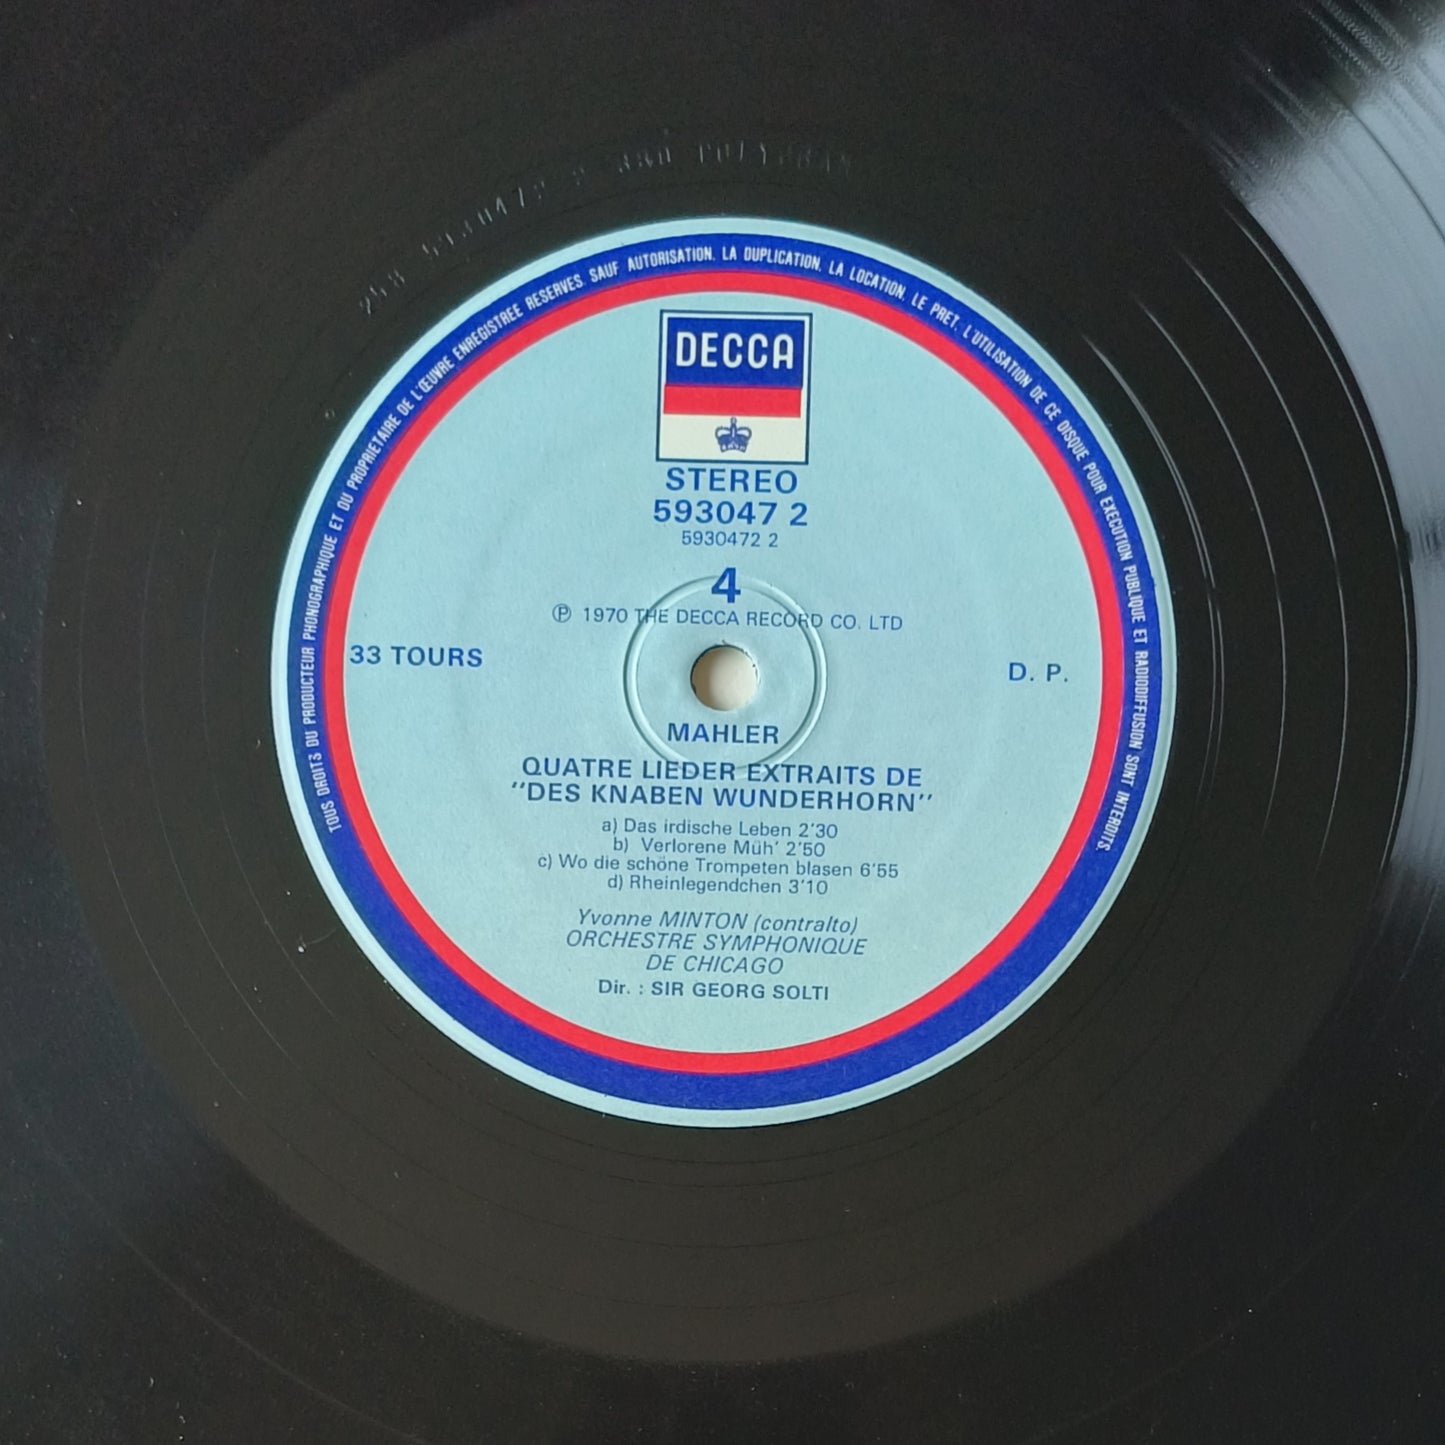 TOUS DROITS DU PRODUCTEUR PHONOGRAPHIQUE ET DU PROPRIETAIRE DE L'ŒUVRE ENREGISTREE RESERVES. SAUF AUTORISATION. LA DUPLICATION. LA LOCATION. LE PRET. L'UTILISATION DE CE DISQUE POUR EXECUTION PUBLIQUE ET RADIODIFFUSION SONT INTERDITS.
DECCA
STEREO
593047 2
5930472 2
4
℗ 1970 THE DECCA RECORD CO. LTD
33 TOURS
D. P.
MAHLER
QUATRE LIEDER EXTRAITS DE
"DES KNABEN WUNDERHORN"
a) Das irdische Leben 2'30
b) Verlorene Müh' 2'50
c) Wo die schöne Trompeten blasen 6'55
d) Rheinlegendchen 3'10
Yvonne MINTON (contralto)
ORCHESTRE SYMPHONIQUE
DE CHICAGO
Dir. : SIR GEORG SOLTI